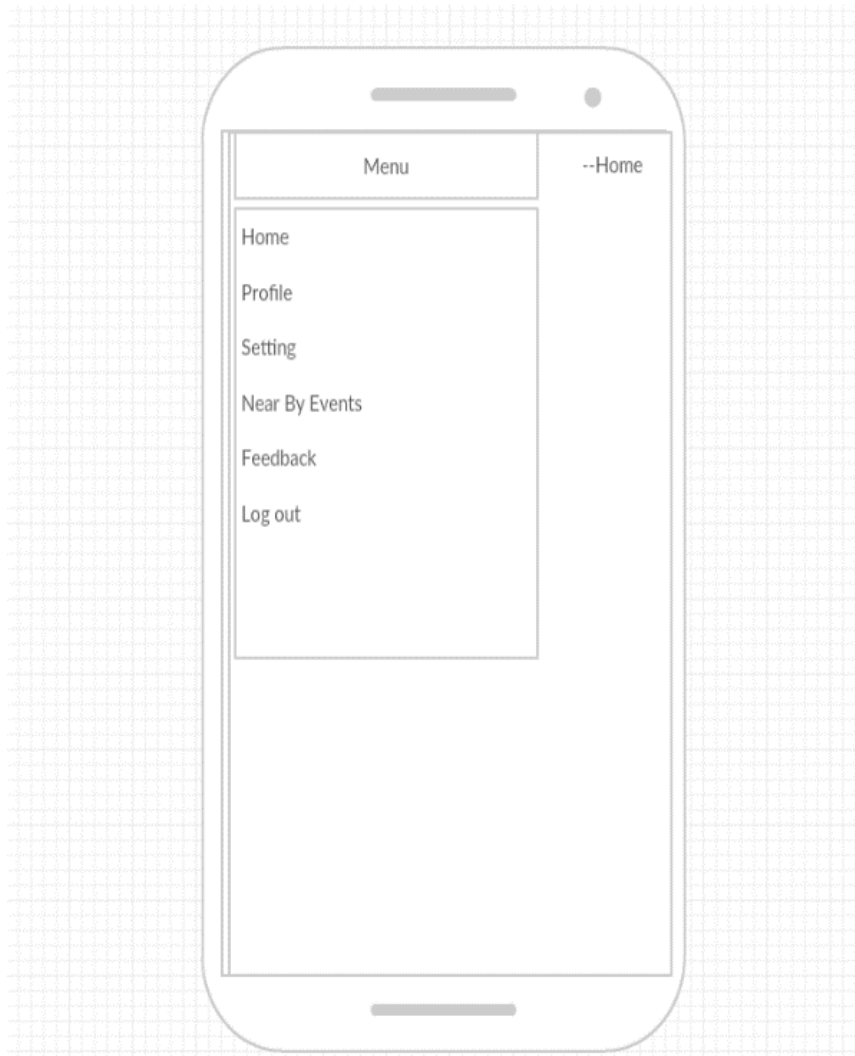 Menu
--Home
Home
Profile
Setting
Near By Events
Feedback
Log out